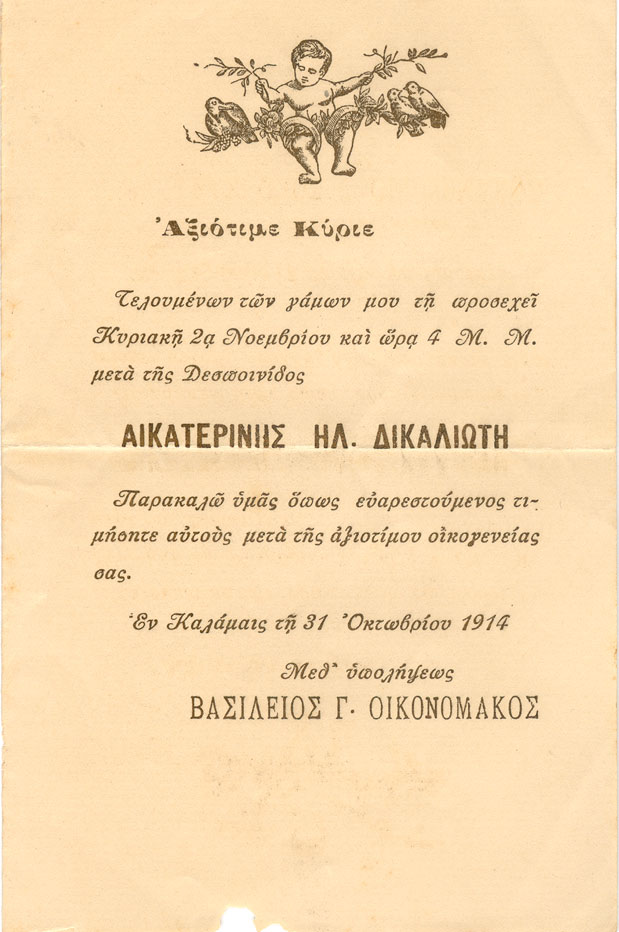 Ἀξιότιμε Κύριε
Τελουμένων τῶν γάμων μου τῇ προσεχεῖ
Κυριακῇ 2ᾳ Νοεμβρίου καὶ ὥρᾳ 4 Μ. Μ.
μετὰ τῆς Δεσποινίδος
ΑΙΚΑΤΕΡΙΝΗΣ ΗΛ. ΔΙΚΑΛΙΩΤΗ
Παρακαλῶ ὑμᾶς ὅπως εὐαρεστούμενος τι-
μήσητε αὐτοὺς μετὰ τῆς ἀξιοτίμου οἰκογενείας
σας.
Ἐν Καλάμαις τῇ 31 Ὀκτωβρίου 1914
Μεθ' ὑπολήψεως
ΒΑΣΙΛΕΙΟΣ Γ. ΟΙΚΟΝΟΜΑΚΟΣ